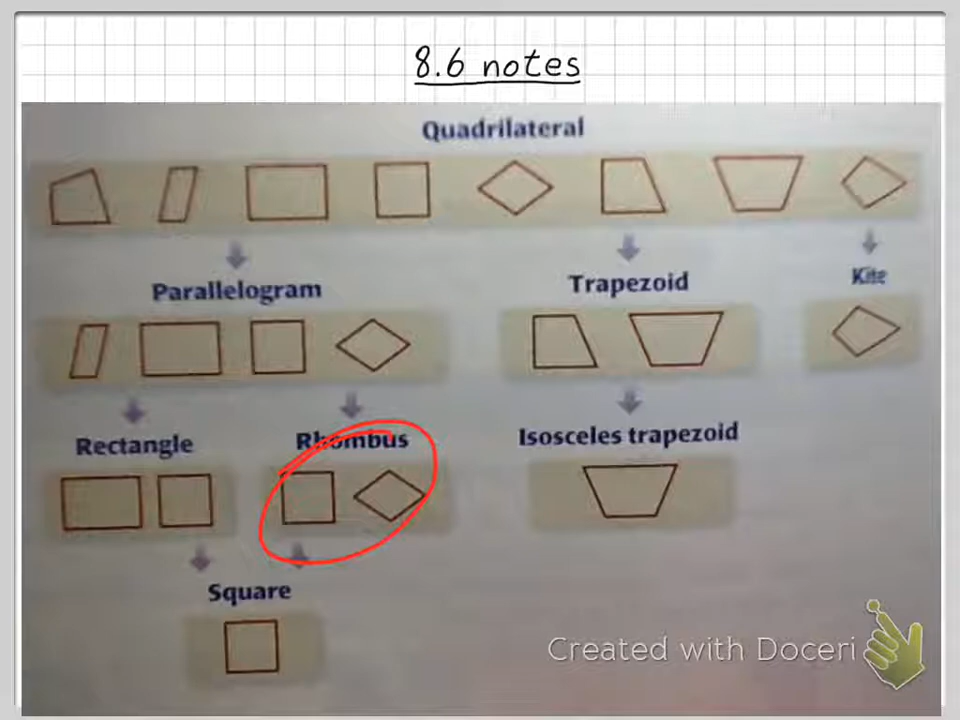 8.6 notes
Quadrilateral
Parallelogram
Trapezoid
Kite
Rectangle
Rhombus
Isosceles trapezoid
Square
Created with Doceri